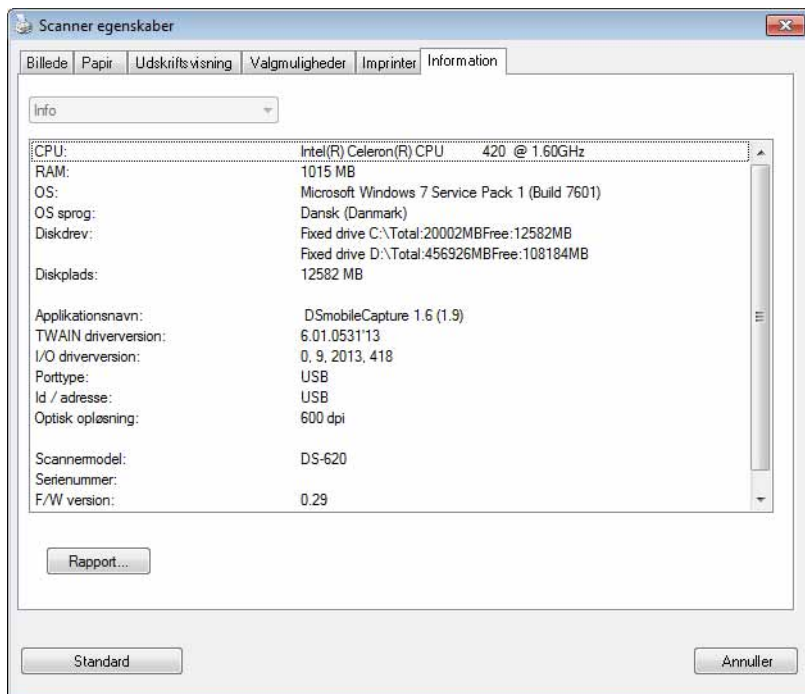 Scanner egenskaber
Billede Papir Udskriftsvisning Valgmuligheder Imprinter Information
Info
CPU: Intel(R) Celeron(R) CPU 420 @ 1.60GHz
RAM: 1015 MB
OS: Microsoft Windows 7 Service Pack 1 (Build 7601)
OS sprog: Dansk (Danmark)
Diskdrev: Fixed drive C:\Total:20002MBFree:12582MB
Fixed drive D:\Total:456926MBFree:108184MB
Diskplads: 12582 MB
Applikationsnavn: DSmobileCapture 1.6 (1.9)
TWAIN driverversion: 6.01.0531'13
I/O driverversion: 0, 9, 2013, 418
Porttype: USB
Id / adresse: USB
Optisk opløsning: 600 dpi
Scannermodel: DS-620
Serienummer:
F/W version: 0.29
Rapport...
Standard Annuller